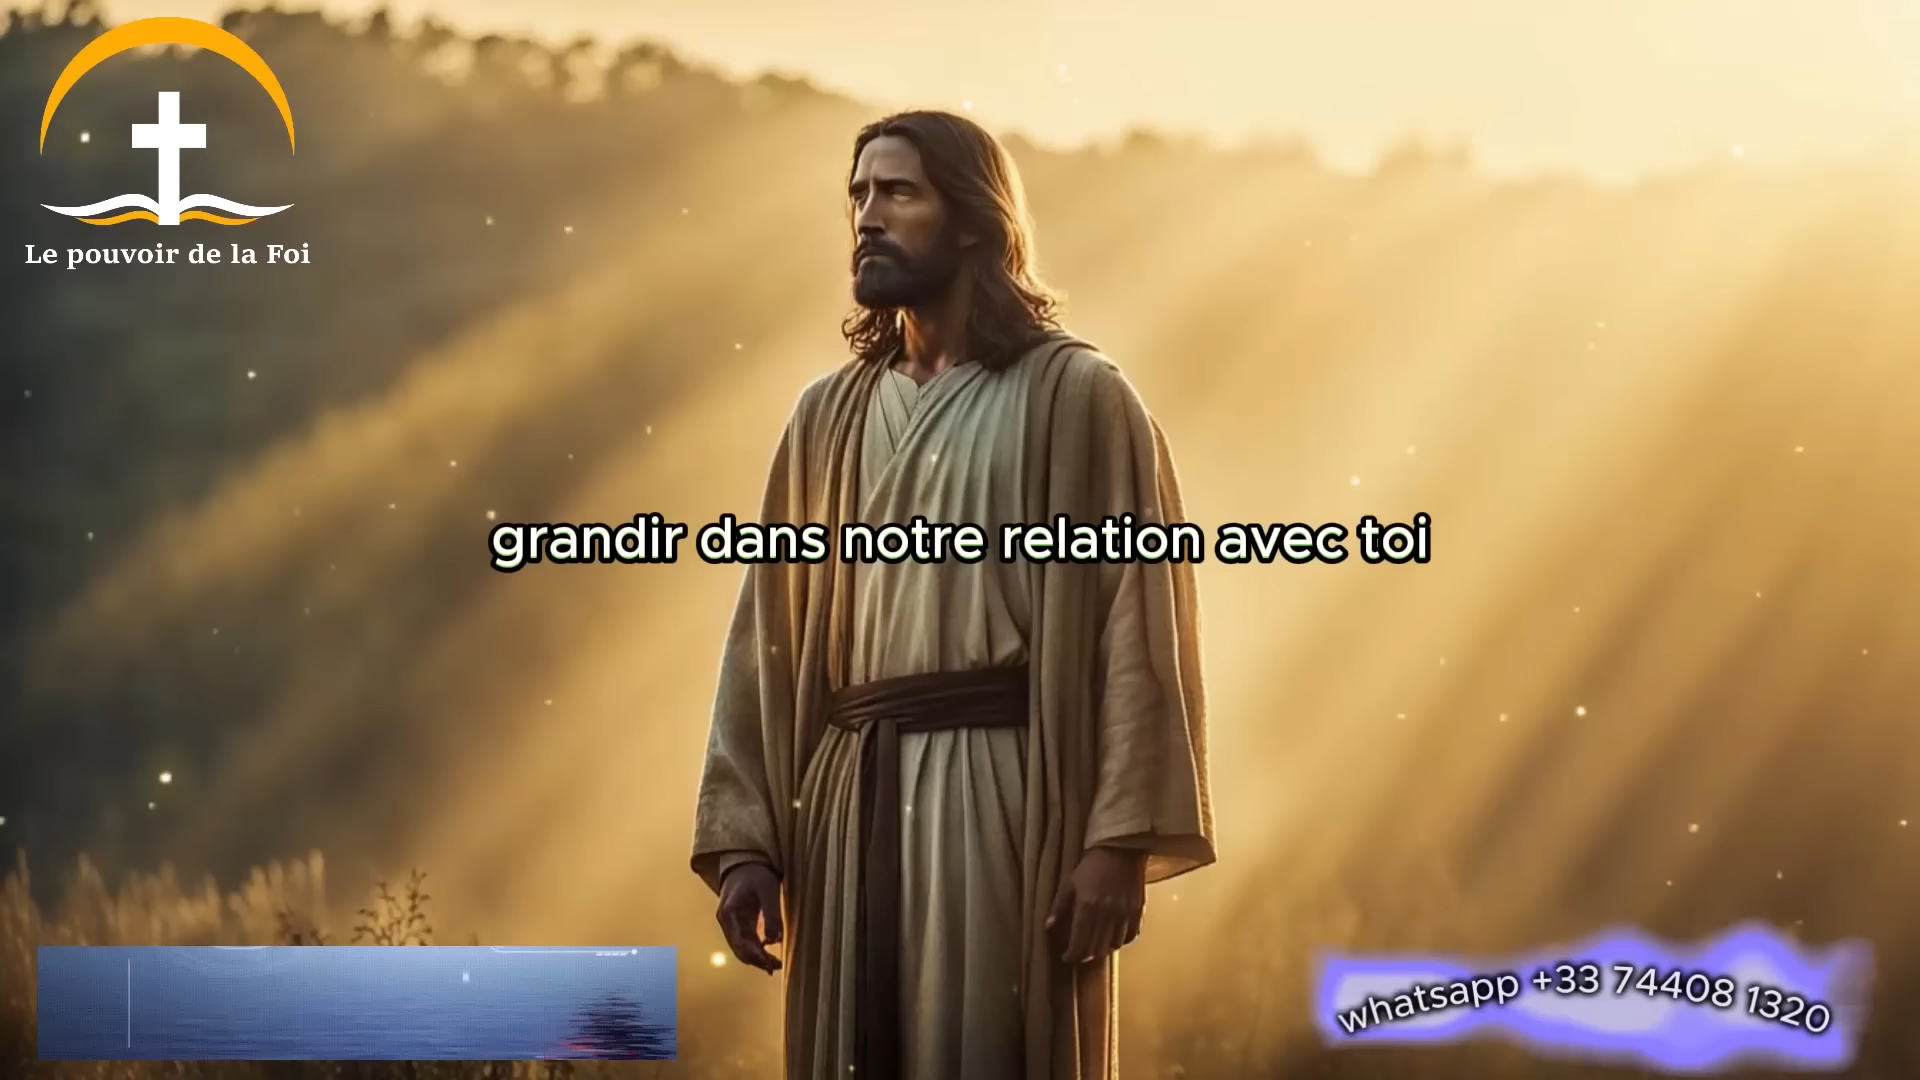 Le pouvoir de la Foi
grandir dans notre relation avec toi
whatsapp +33 74408 1320